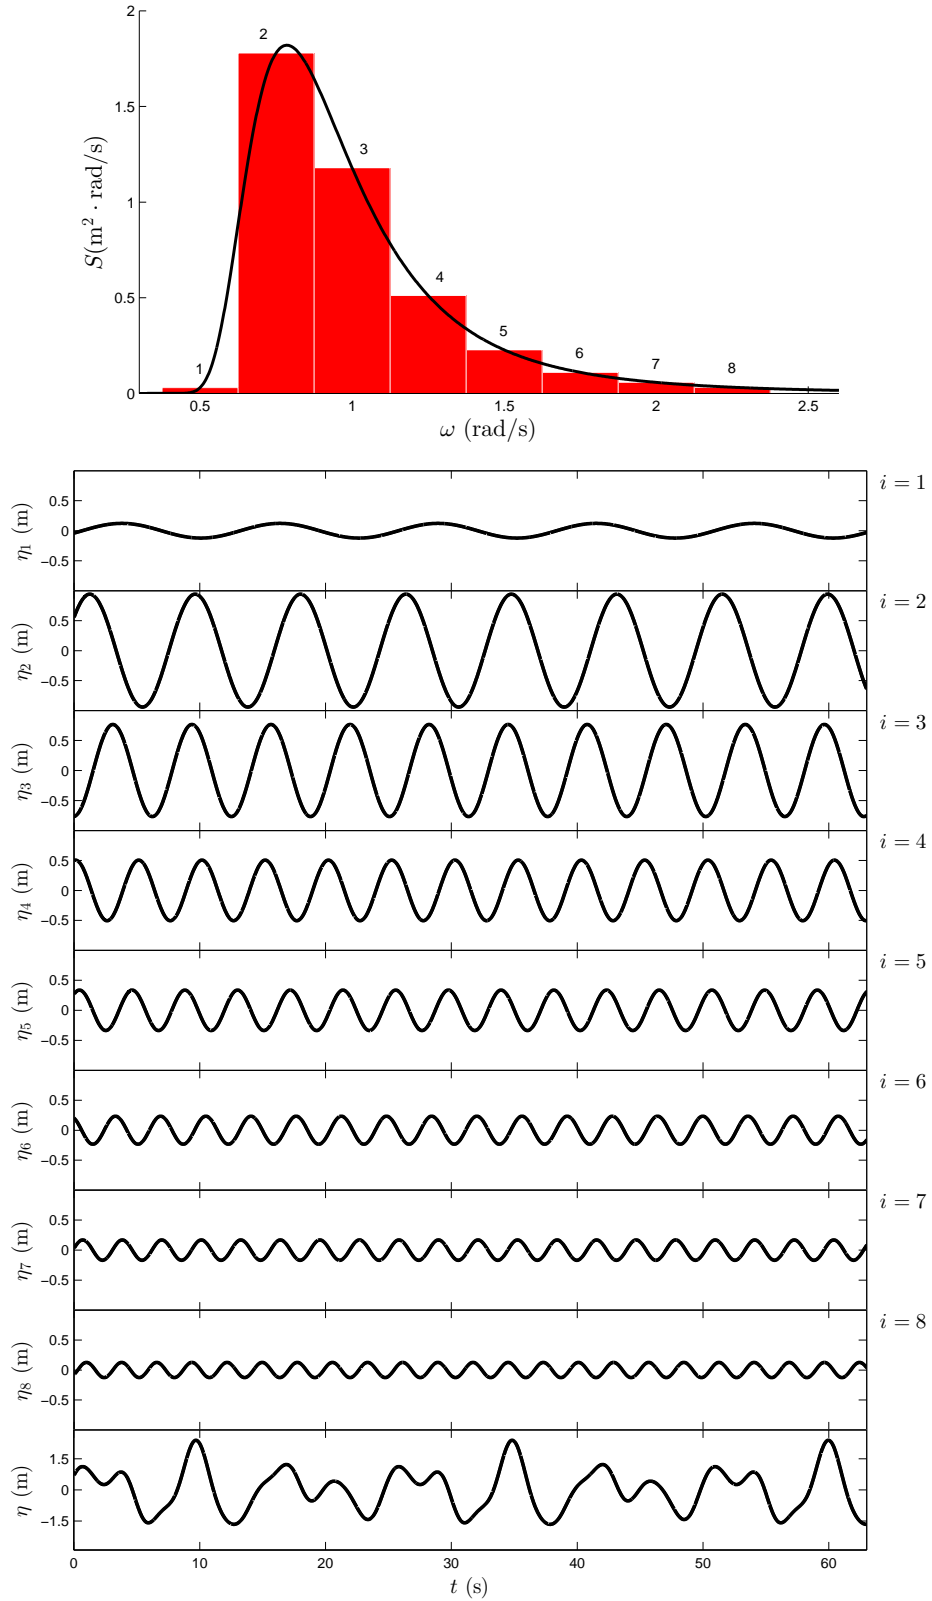 2
1.5
1
0.5
0
S(m² · rad/s)
1
2
3
4
5
6
7
8
0.5 1 1.5 2 2.5
ω (rad/s)
η₁ (m) 0.5 0 −0.5 i = 1
η₂ (m) 0.5 0 −0.5 i = 2
η₃ (m) 0.5 0 −0.5 i = 3
η₄ (m) 0.5 0 −0.5 i = 4
η₅ (m) 0.5 0 −0.5 i = 5
η₆ (m) 0.5 0 −0.5 i = 6
η₇ (m) 0.5 0 −0.5 i = 7
η₈ (m) 0.5 0 −0.5 i = 8
η (m) 1.5 0 −1.5
0 10 20 30 40 50 60
t (s)